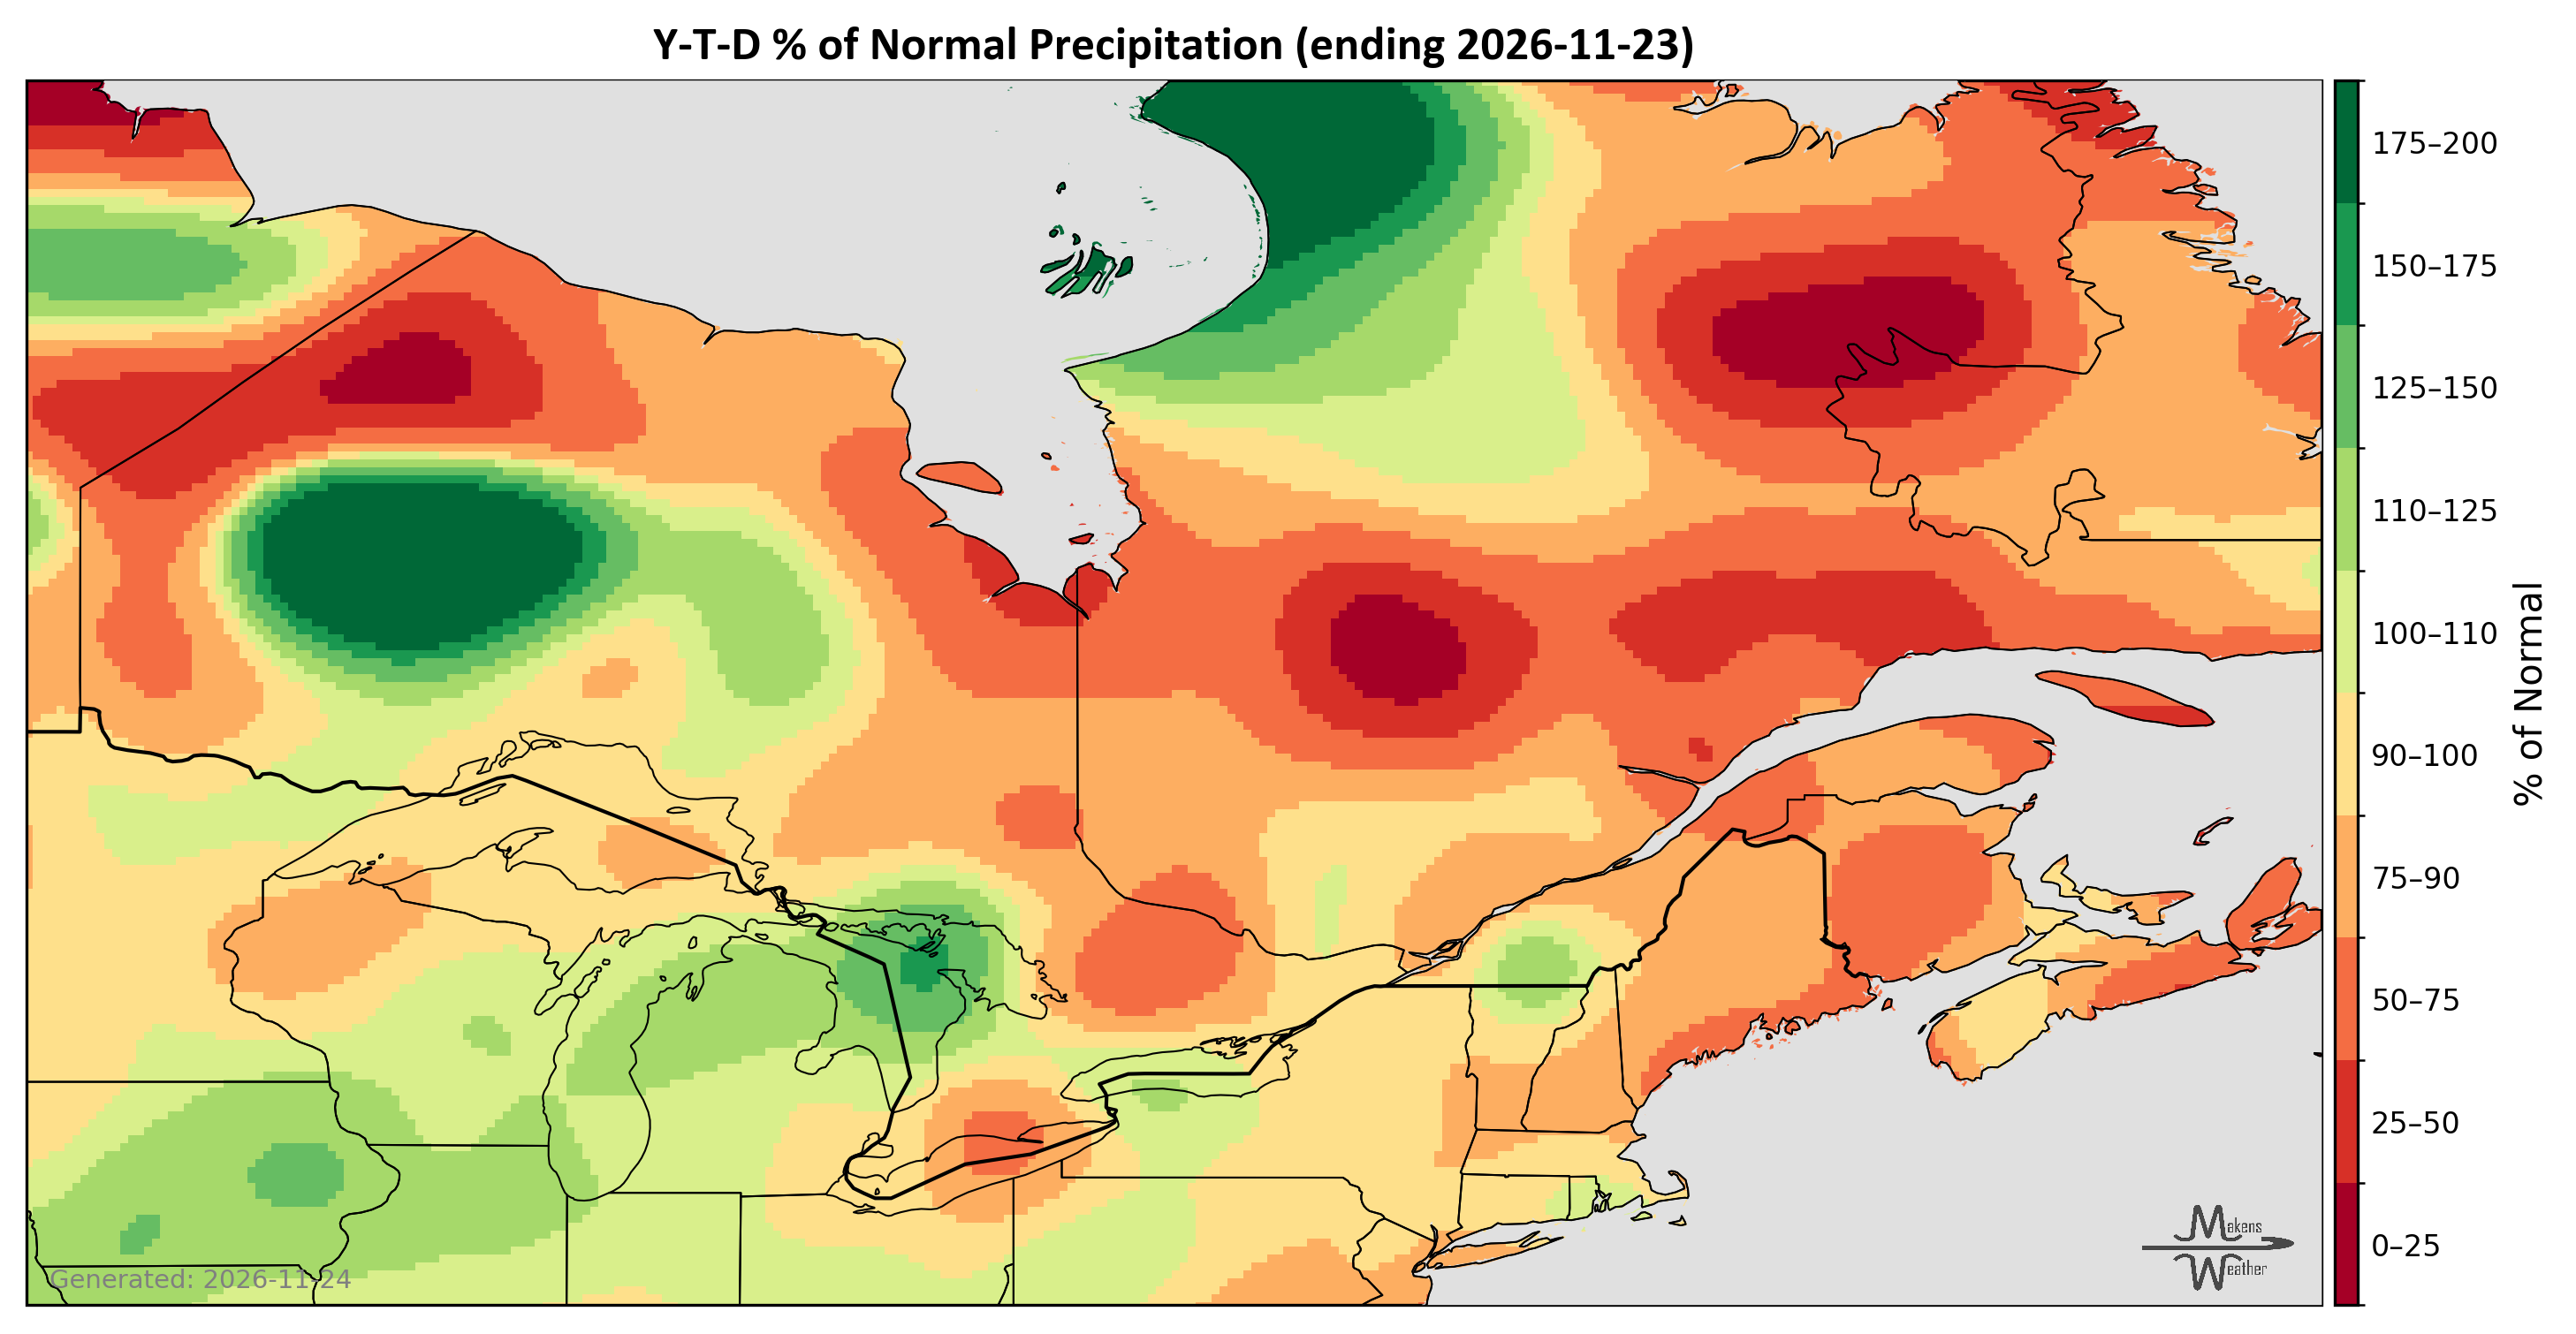 Y-T-D % of Normal Precipitation (ending 2026-11-23)
175–200
150–175
125–150
110–125
100–110
90–100
75–90
50–75
25–50
0–25
% of Normal
Makens
Weather
Generated: 2026-11-24